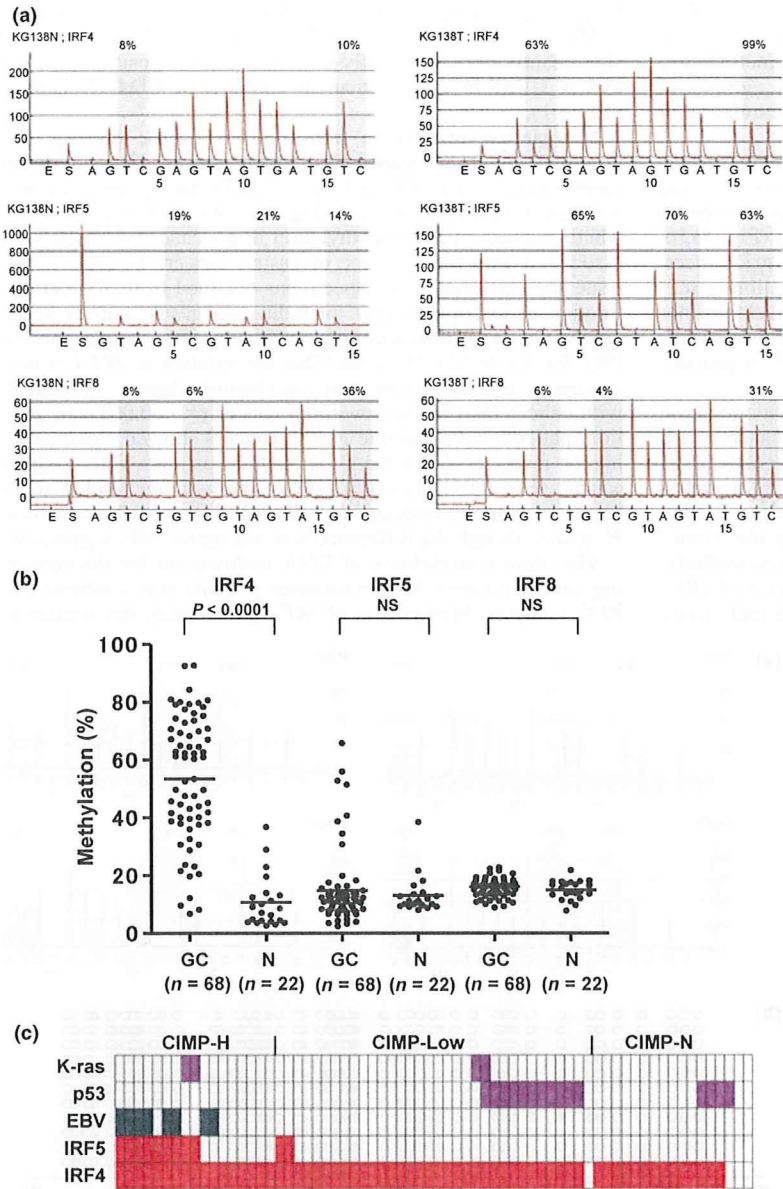 (a)
KG138N ; IRF4
8%
10%
200
150
100
50
0
E S A G T C G A G T A G T G A T G T C
5
10
15
KG138T ; IRF4
63%
99%
150
125
100
75
50
25
0
E S A G T C G A G T A G T G A T G T C
5
10
15
KG138N ; IRF5
19%
21%
14%
1000
800
600
400
200
0
E S G T A G T C G T A T C A G T C
5
10
15
KG138T ; IRF5
65%
70%
63%
150
125
100
75
50
25
0
E S G T A G T C G T A T C A G T C
5
10
15
KG138N ; IRF8
8%
6%
36%
60
50
40
30
20
10
0
E S A G T C T G T C G T A G T A T G T C
5
10
15
KG138T ; IRF8
6%
4%
31%
60
50
40
30
20
10
0
E S A G T C T G T C G T A G T A T G T C
5
10
15
(b)
IRF4
IRF5
IRF8
P < 0.0001
NS
NS
Methylation (%)
100
80
60
40
20
0
GC
N
GC
N
GC
N
(n = 68)
(n = 22)
(n = 68)
(n = 22)
(n = 68)
(n = 22)
(c)
CIMP-H
CIMP-Low
CIMP-N
K-ras
p53
EBV
IRF5
IRF4